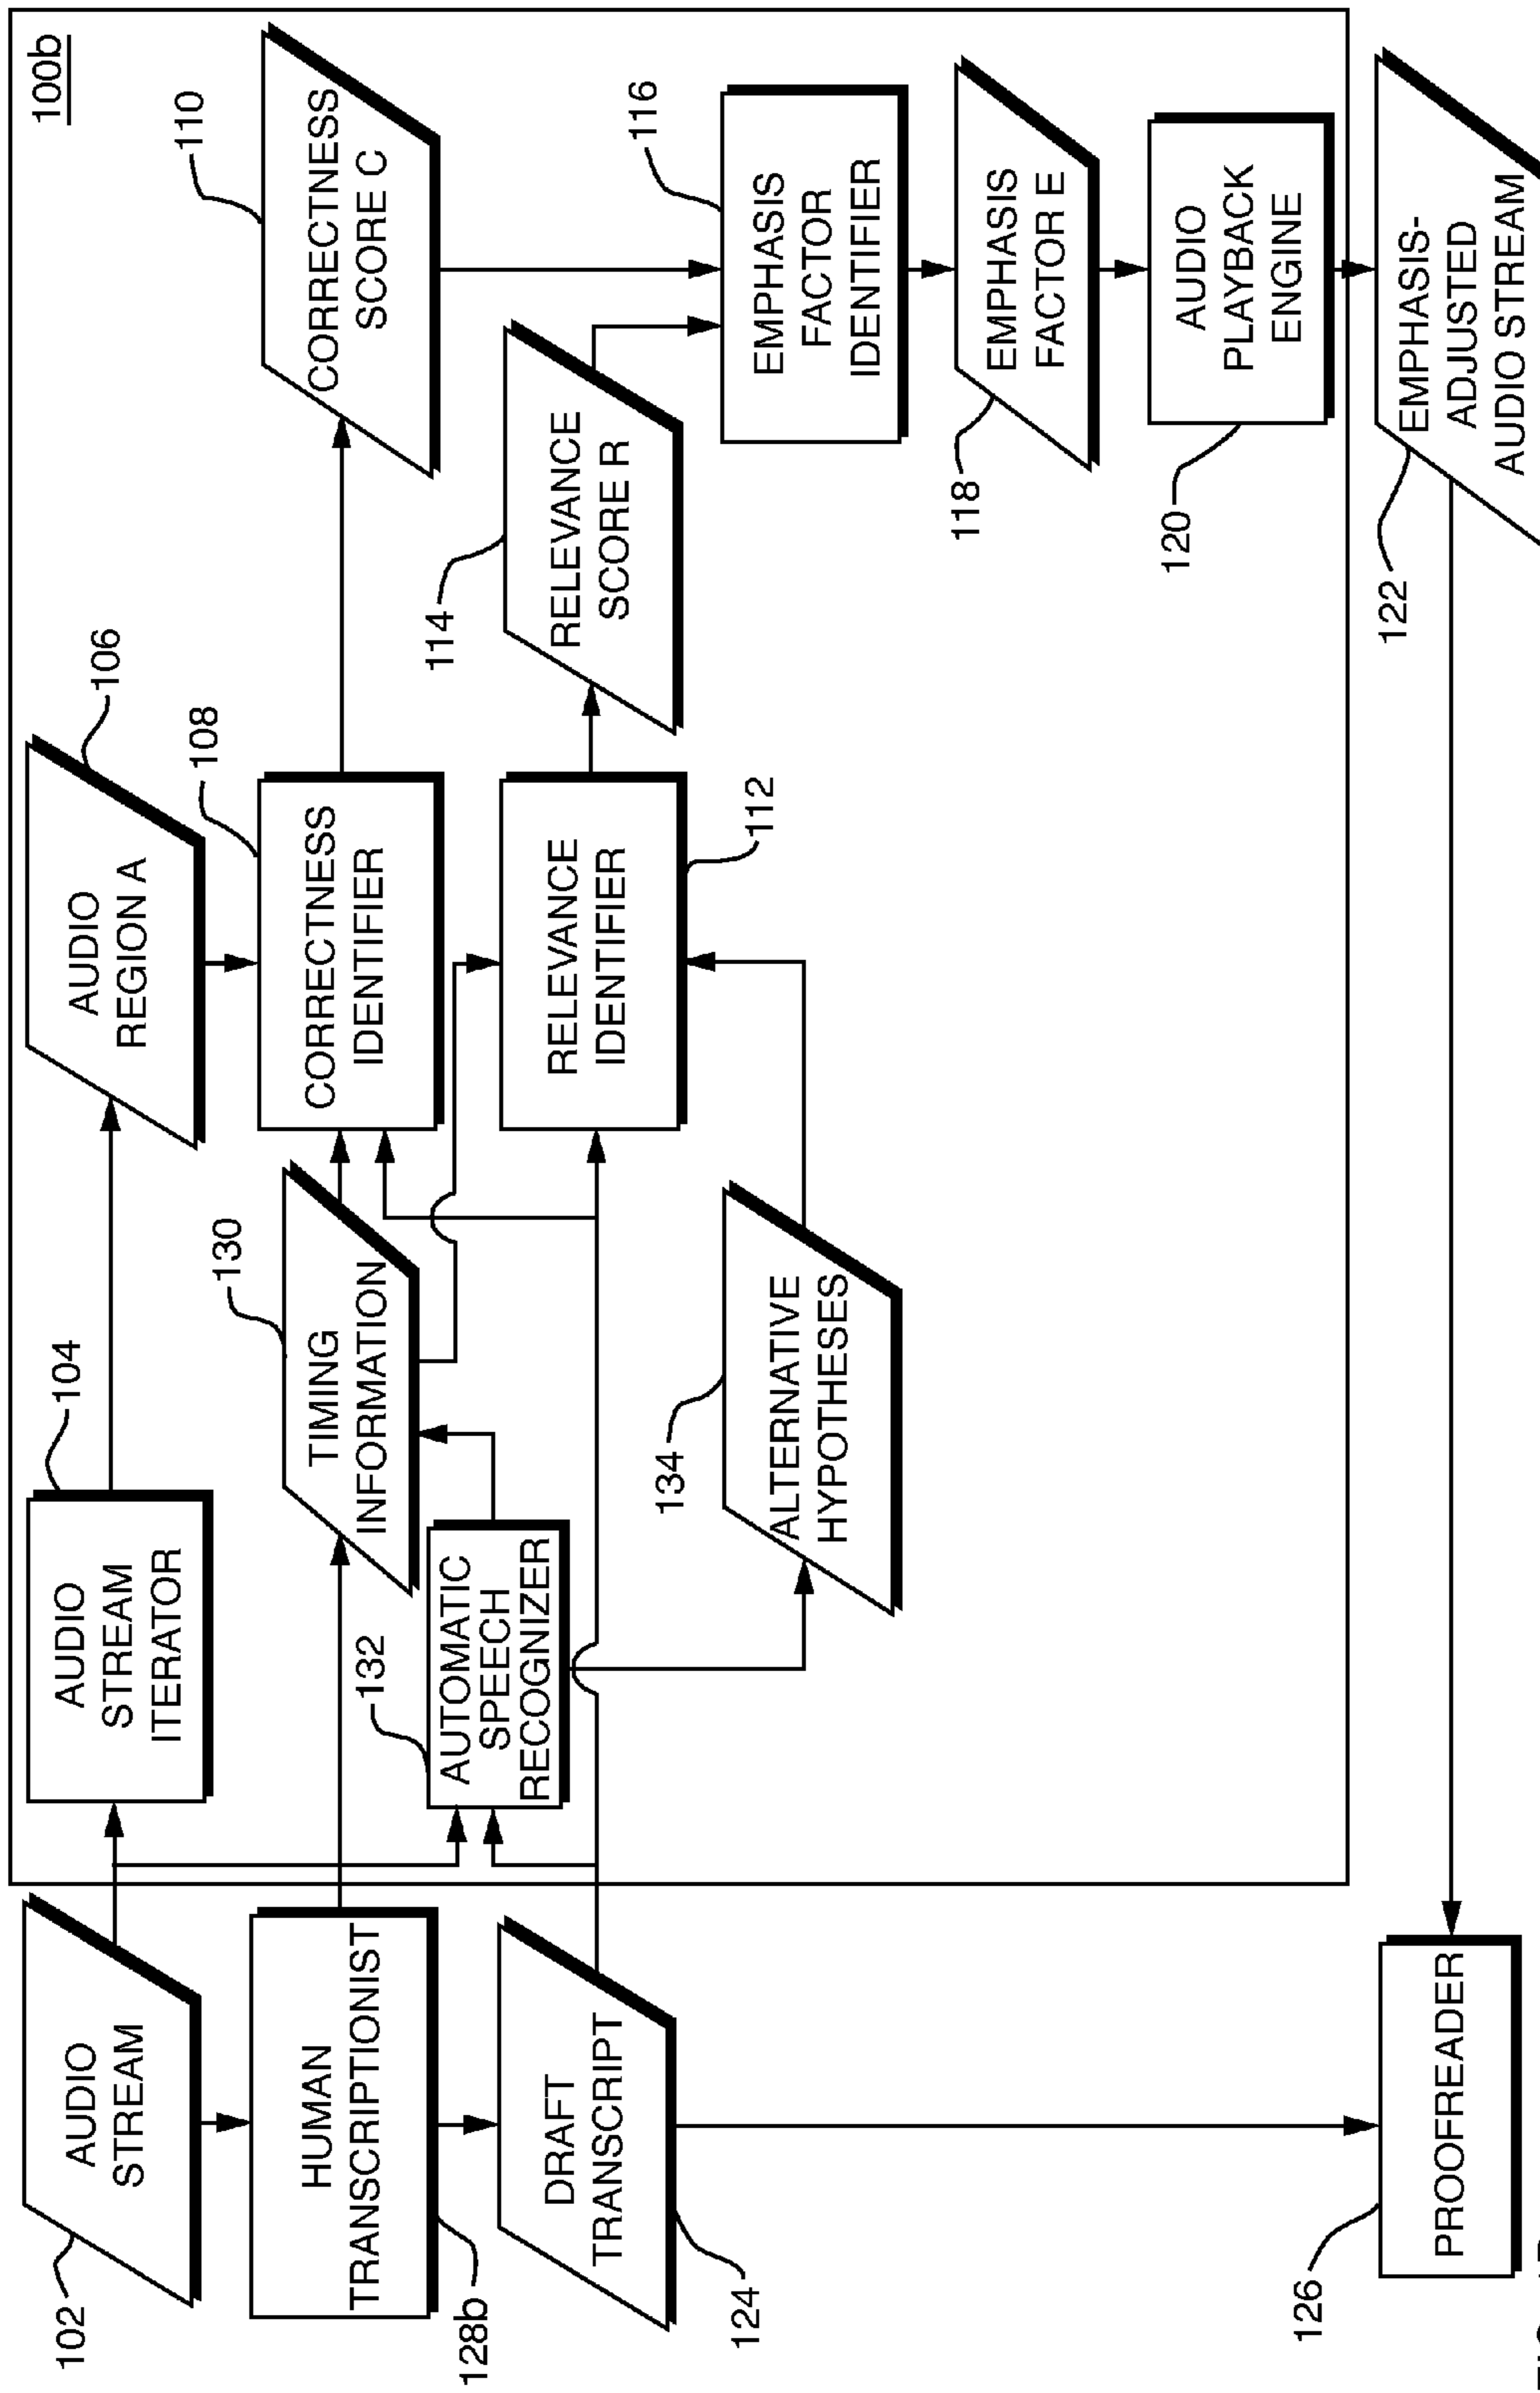 100b
102
AUDIO
STREAM
104
AUDIO
STREAM
ITERATOR
106
AUDIO
REGION A
110
CORRECTNESS
SCORE C
128b
HUMAN
TRANSCRIPTIONIST
130
TIMING
INFORMATION
108
CORRECTNESS
IDENTIFIER
132
AUTOMATIC
SPEECH
RECOGNIZER
114
RELEVANCE
SCORE R
112
RELEVANCE
IDENTIFIER
124
DRAFT
TRANSCRIPT
134
ALTERNATIVE
HYPOTHESES
116
EMPHASIS
FACTOR
IDENTIFIER
118
EMPHASIS
FACTOR E
120
AUDIO
PLAYBACK
ENGINE
126
PROOFREADER
122
EMPHASIS-
ADJUSTED
AUDIO STREAM